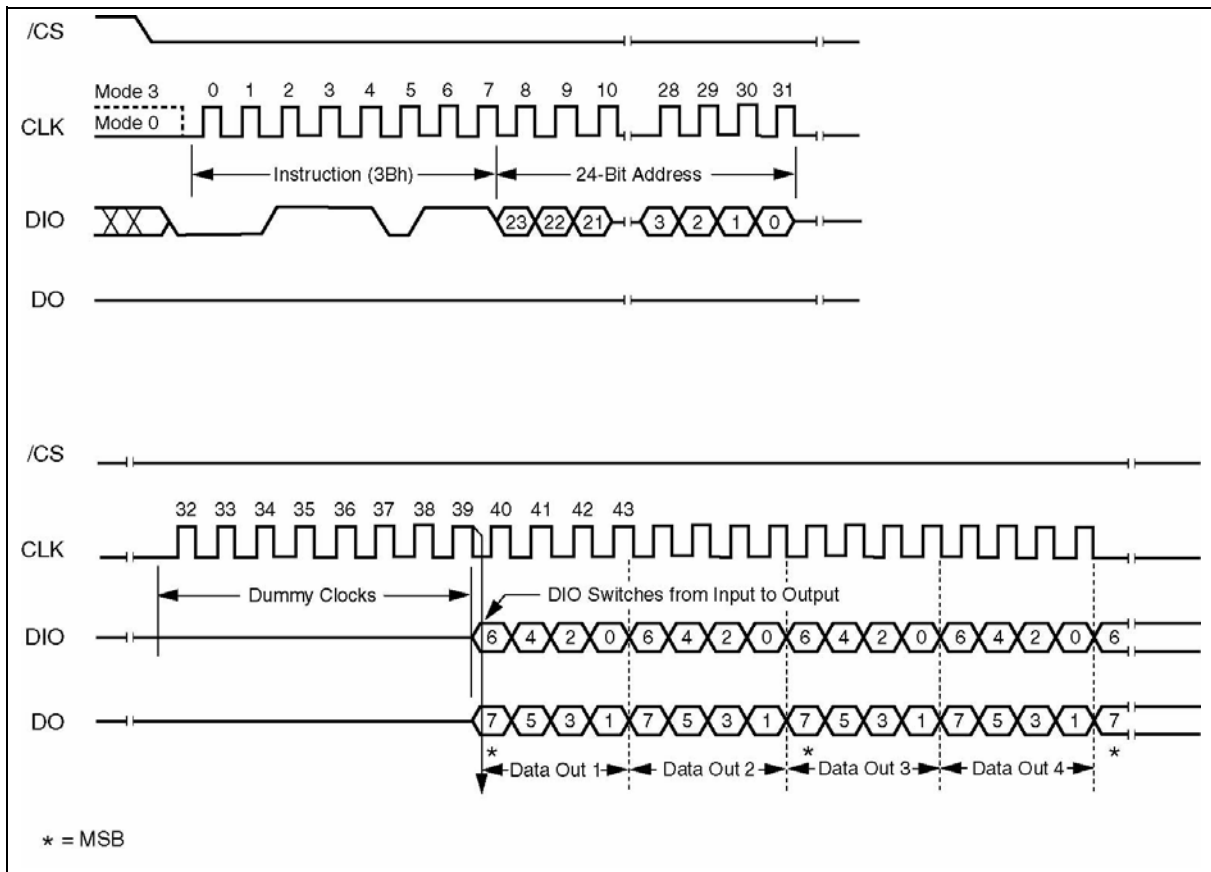 /CS
Mode 3
0 1 2 3 4 5 6 7 8 9 10 28 29 30 31
CLK
Mode 0
Instruction (3Bh)
24-Bit Address
DIO
23 22 21 3 2 1 0
DO
/CS
32 33 34 35 36 37 38 39 40 41 42 43
CLK
Dummy Clocks
DIO Switches from Input to Output
DIO
6 4 2 0 6 4 2 0 6 4 2 0 6 4 2 0 6
DO
7 5 3 1 7 5 3 1 7 5 3 1 7 5 3 1 7
* * *
Data Out 1 Data Out 2 Data Out 3 Data Out 4
* = MSB